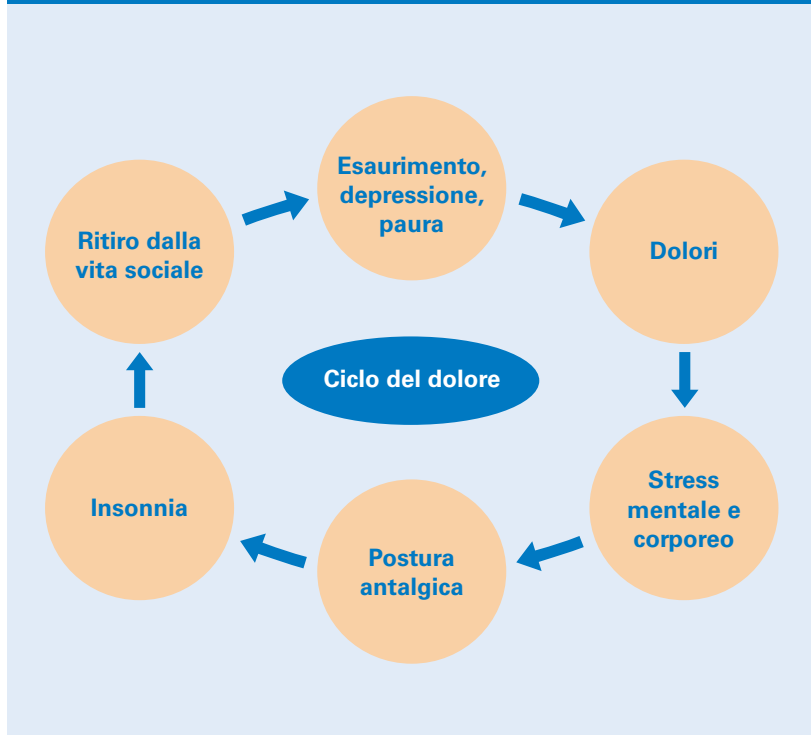 Esaurimento,
depressione,
paura
Dolori
Stress
mentale e
corporeo
Postura
antalgica
Insonnia
Ritiro dalla
vita sociale
Ciclo del dolore